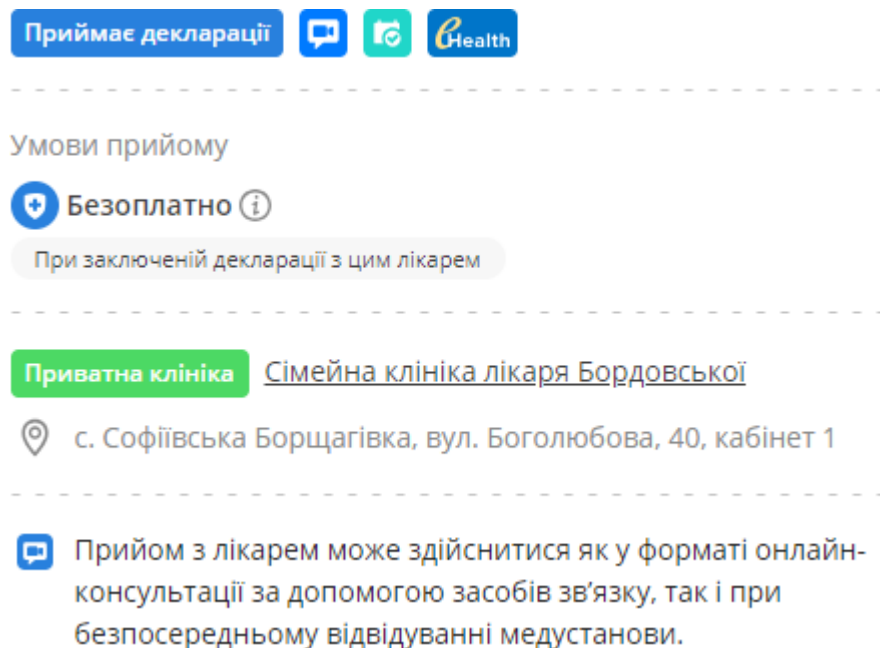 Приймає декларації eHealth
Умови прийому
Безоплатно i
При заключеній декларації з цим лікарем
Приватна клініка Сімейна клініка лікаря Бордовської
с. Софіївська Борщагівка, вул. Боголюбова, 40, кабінет 1
Прийом з лікарем може здійснитися як у форматі онлайн-
консультації за допомогою засобів зв’язку, так і при
безпосередньому відвідуванні медустанови.